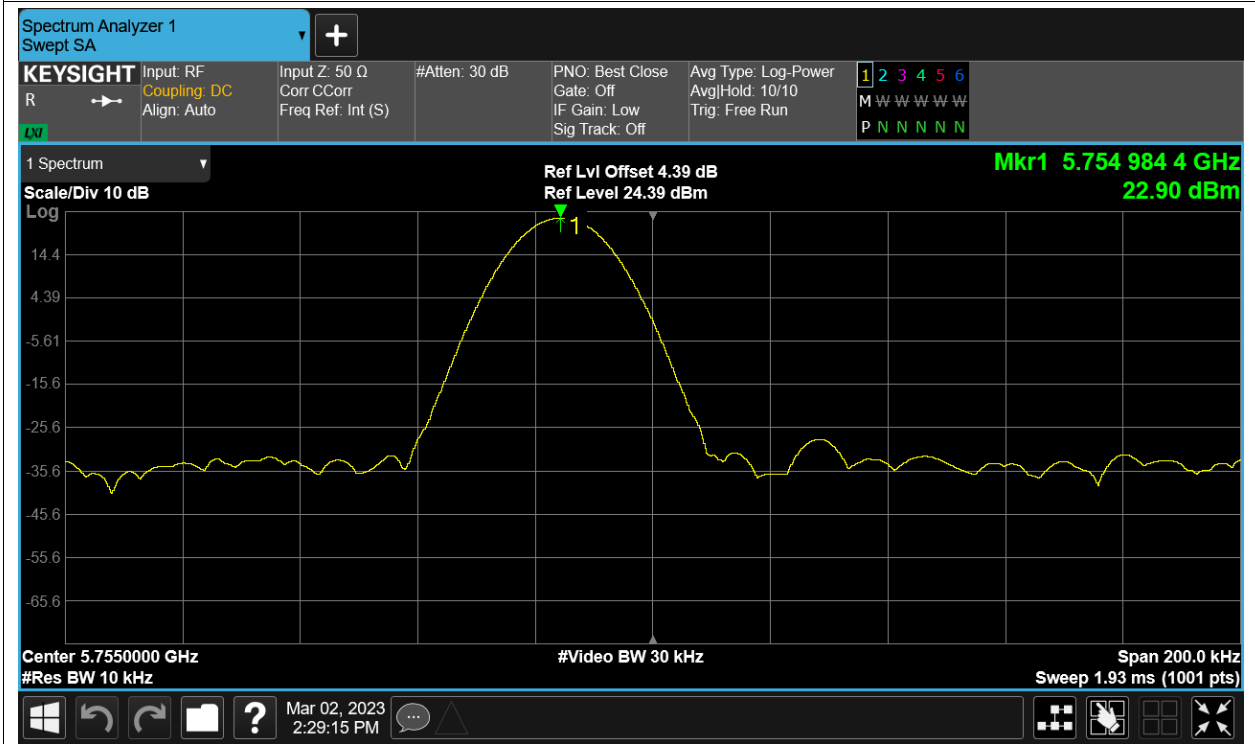 Spectrum Analyzer 1
Swept SA
+
KEYSIGHT
R
LXI
Input: RF
Coupling: DC
Align: Auto
Input Z: 50 Ω
Corr CCorr
Freq Ref: Int (S)
#Atten: 30 dB
PNO: Best Close
Gate: Off
IF Gain: Low
Sig Track: Off
Avg Type: Log-Power
Avg|Hold: 10/10
Trig: Free Run
1 2 3 4 5 6
M W W W W W
P N N N N N
1 Spectrum
Scale/Div 10 dB
Ref Lvl Offset 4.39 dB
Ref Level 24.39 dBm
Mkr1 5.754 984 4 GHz
22.90 dBm
Log
1
14.4
4.39
-5.61
-15.6
-25.6
-35.6
-45.6
-55.6
-65.6
Center 5.7550000 GHz
#Video BW 30 kHz
Span 200.0 kHz
#Res BW 10 kHz
Sweep 1.93 ms (1001 pts)
?
Mar 02, 2023
2:29:15 PM